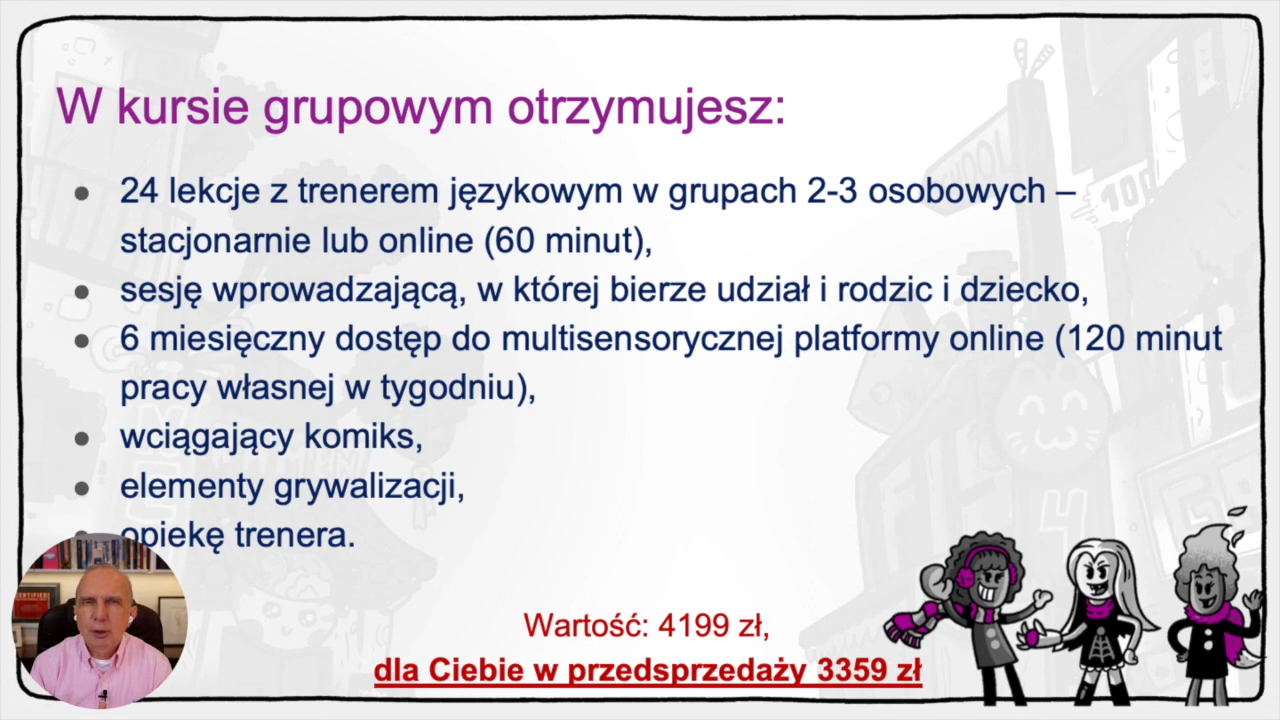 W kursie grupowym otrzymujesz:
● 24 lekcje z trenerem językowym w grupach 2-3 osobowych –
stacjonarnie lub online (60 minut),
● sesję wprowadzającą, w której bierze udział i rodzic i dziecko,
● 6 miesięczny dostęp do multisensorycznej platformy online (120 minut
pracy własnej w tygodniu),
● wciągający komiks,
● elementy grywalizacji,
● opiekę trenera.
Wartość: 4199 zł,
dla Ciebie w przedsprzedaży 3359 zł
SCHOOL
100